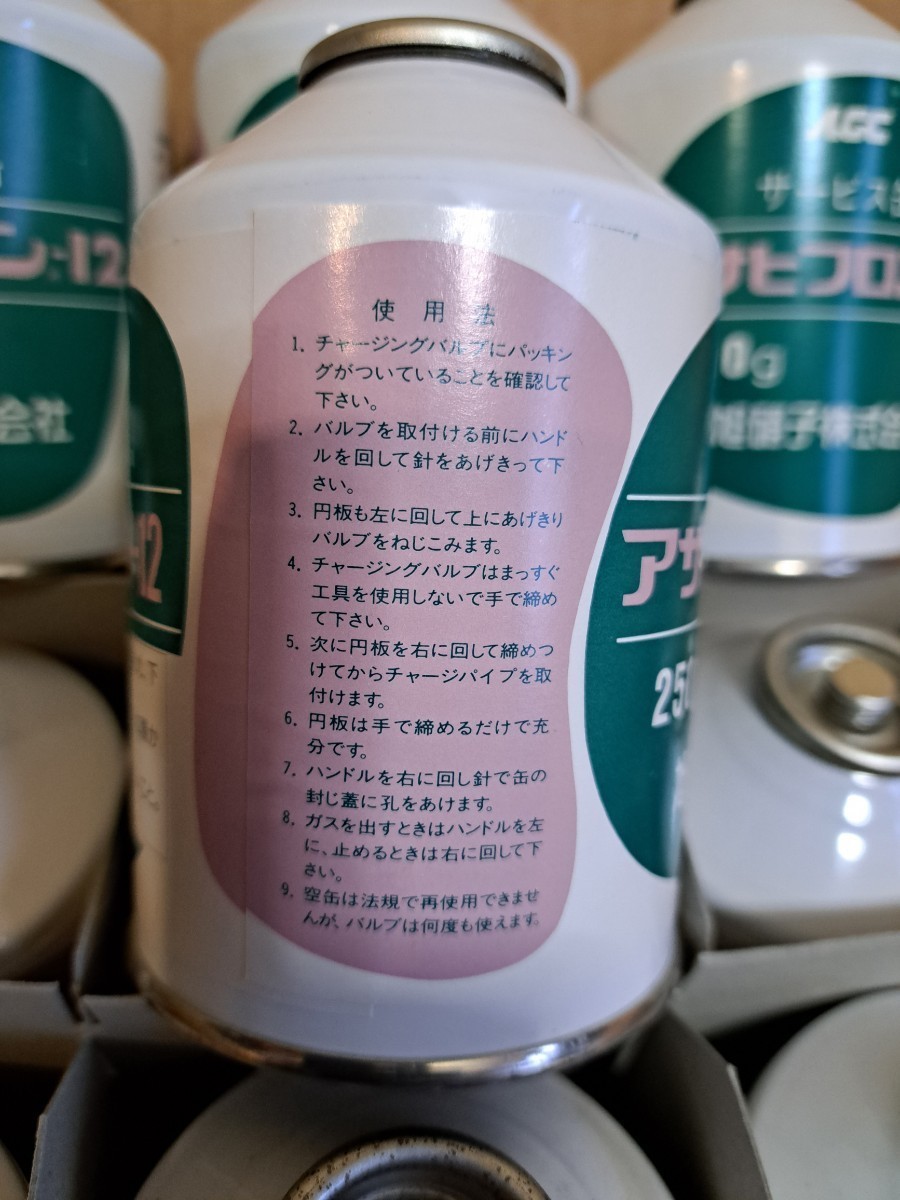 AGC
サービス
ン-12
サヒフロン
0g
会社
硝子株式会
使用法
1. チャージングバルブにパッキン
グがついていることを確認して
下さい。
2. バルブを取付ける前にハンド
ルを回して針をあげきって下
さい。
3. 円板も左に回して上にあげきり
バルブをねじこみます。
4. チャージングバルブはまっすぐ
工具を使用しないで手で締め
て下さい。
5. 次に円板を右に回して締めつ
けてからチャージパイプを取
付けます。
6. 円板は手で締めるだけで充
分です。
7. ハンドルを右に回し針で缶の
封じ蓋に孔をあけます。
8. ガスを出すときはハンドルを左
に、止めるときは右に回して下
さい。
9. 空缶は法規で再使用できませ
んが、バルブは何度も使えます。
-12
アサ
250